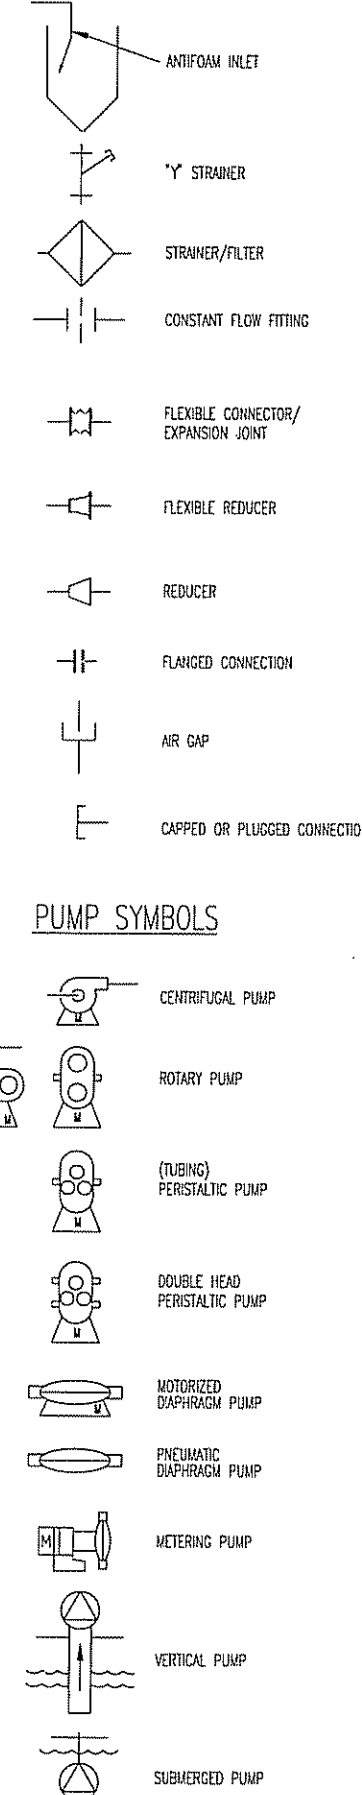 ANTIFOAM INLET
"Y" STRAINER
STRAINER/FILTER
CONSTANT FLOW FITTING
FLEXIBLE CONNECTOR/
EXPANSION JOINT
FLEXIBLE REDUCER
REDUCER
FLANGED CONNECTION
AIR GAP
CAPPED OR PLUGGED CONNECTIO
PUMP SYMBOLS
M
CENTRIFUGAL PUMP
M
M
ROTARY PUMP
M
(TUBING)
PERISTALTIC PUMP
M
DOUBLE HEAD
PERISTALTIC PUMP
M
MOTORIZED
DIAPHRAGM PUMP
PNEUMATIC
DIAPHRAGM PUMP
M
METERING PUMP
VERTICAL PUMP
SUBMERGED PUMP